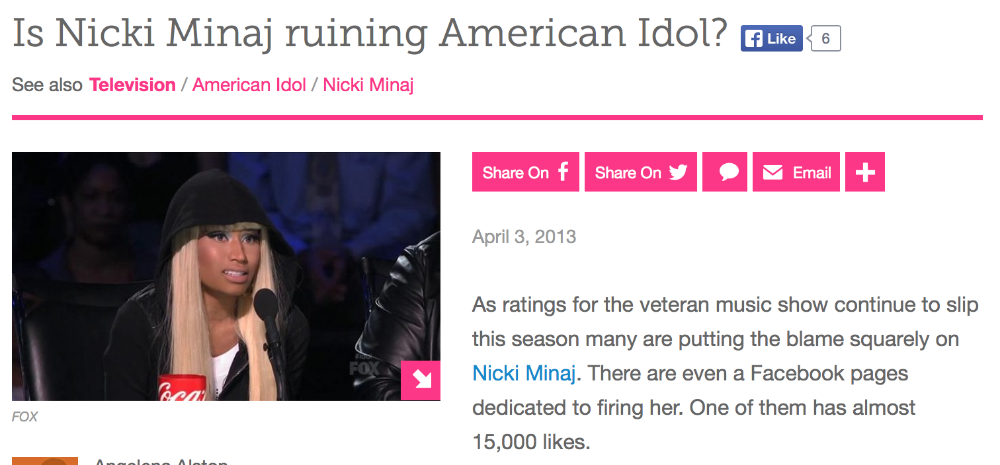 Is Nicki Minaj ruining American Idol?
Like
6
See also Television / American Idol / Nicki Minaj
Share On
Share On
Email
April 3, 2013
As ratings for the veteran music show continue to slip
this season many are putting the blame squarely on
Nicki Minaj. There are even a Facebook pages
dedicated to firing her. One of them has almost
15,000 likes.
#Idol
FOX
Coca
FOX
Angelena Alston